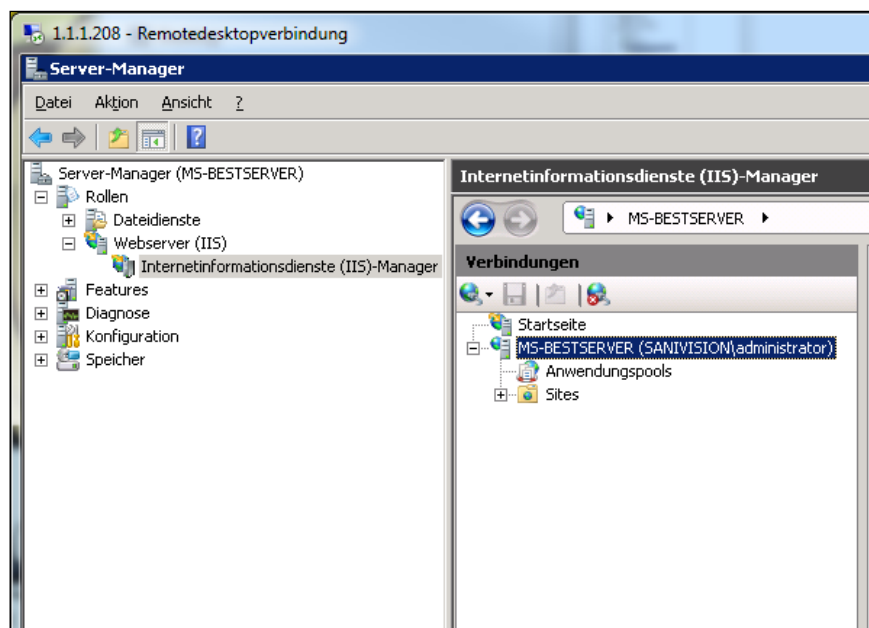 1.1.1.208 - Remotedesktopverbindung
Server-Manager
Datei Aktion Ansicht ?
Server-Manager (MS-BESTSERVER)
Rollen
Dateidienste
Webserver (IIS)
Internetinformationsdienste (IIS)-Manager
Features
Diagnose
Konfiguration
Speicher
Internetinformationsdienste (IIS)-Manager
MS-BESTSERVER
Verbindungen
Startseite
MS-BESTSERVER (SANIVISION\administrator)
Anwendungspools
Sites